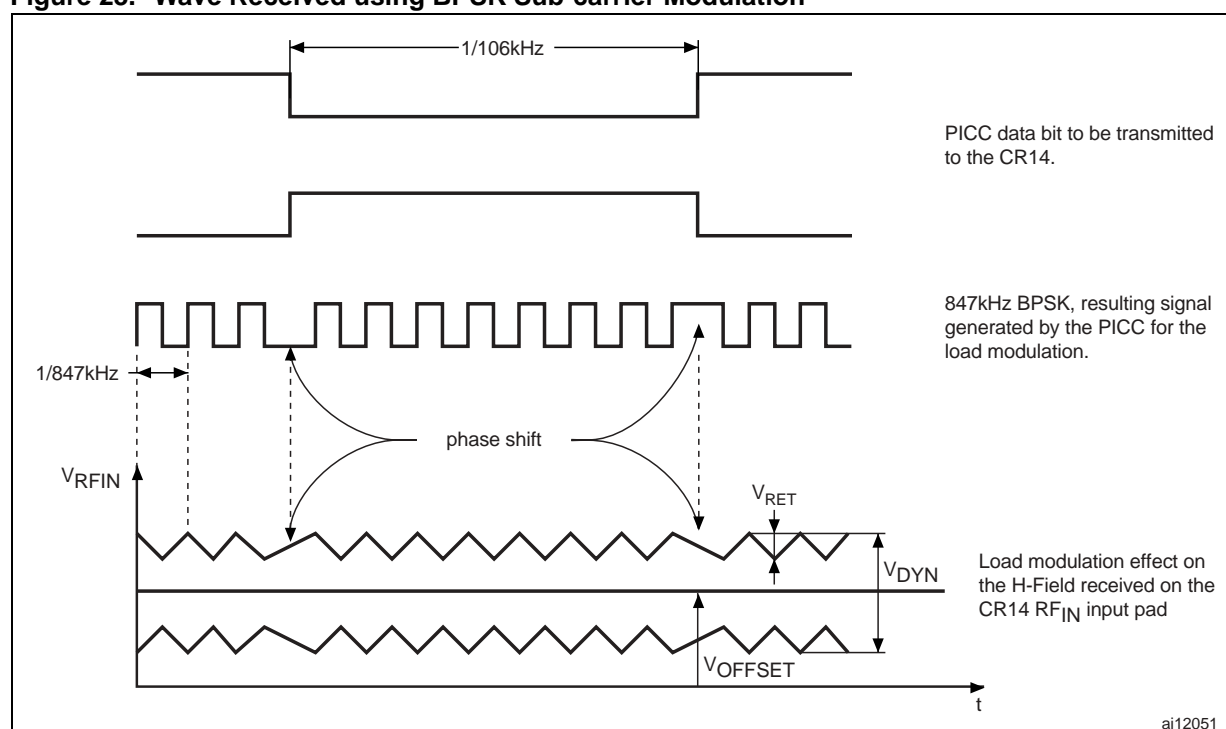 Figure 23. Wave Received using BPSK Sub-carrier Modulation
1/106kHz
PICC data bit to be transmitted
to the CR14.
847kHz BPSK, resulting signal
generated by the PICC for the
load modulation.
1/847kHz
phase shift
VRFIN
VRET
VDYN
Load modulation effect on
the H-Field received on the
CR14 RFIN input pad
VOFFSET
t
ai12051